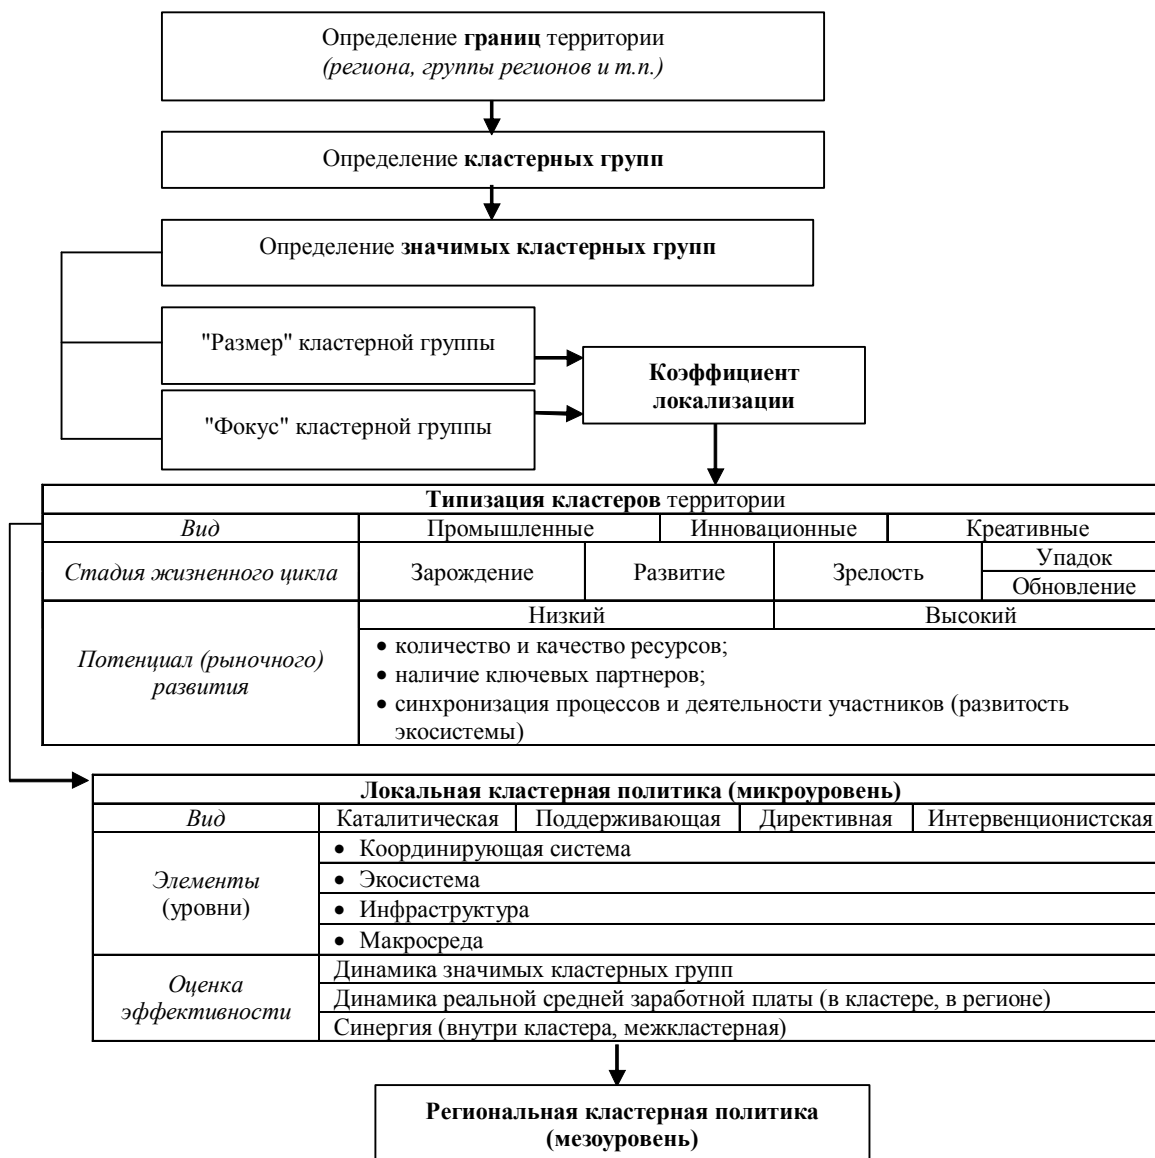 Определение границ территории
(региона, группы регионов и т.п.)
Определение кластерных групп
Определение значимых кластерных групп
"Размер" кластерной группы
"Фокус" кластерной группы
Коэффициент
локализации
Типизация кластеров территории
Вид
Промышленные
Инновационные
Креативные
Стадия жизненного цикла
Зарождение
Развитие
Зрелость
Упадок
Обновление
Потенциал (рыночного)
развития
Низкий
Высокий
• количество и качество ресурсов;
• наличие ключевых партнеров;
• синхронизация процессов и деятельности участников (развитость
экосистемы)
Локальная кластерная политика (микроуровень)
Вид
Каталитическая
Поддерживающая
Директивная
Интервенционистская
Элементы
(уровни)
• Координирующая система
• Экосистема
• Инфраструктура
• Макросреда
Оценка
эффективности
Динамика значимых кластерных групп
Динамика реальной средней заработной платы (в кластере, в регионе)
Синергия (внутри кластера, межкластерная)
Региональная кластерная политика
(мезоуровень)